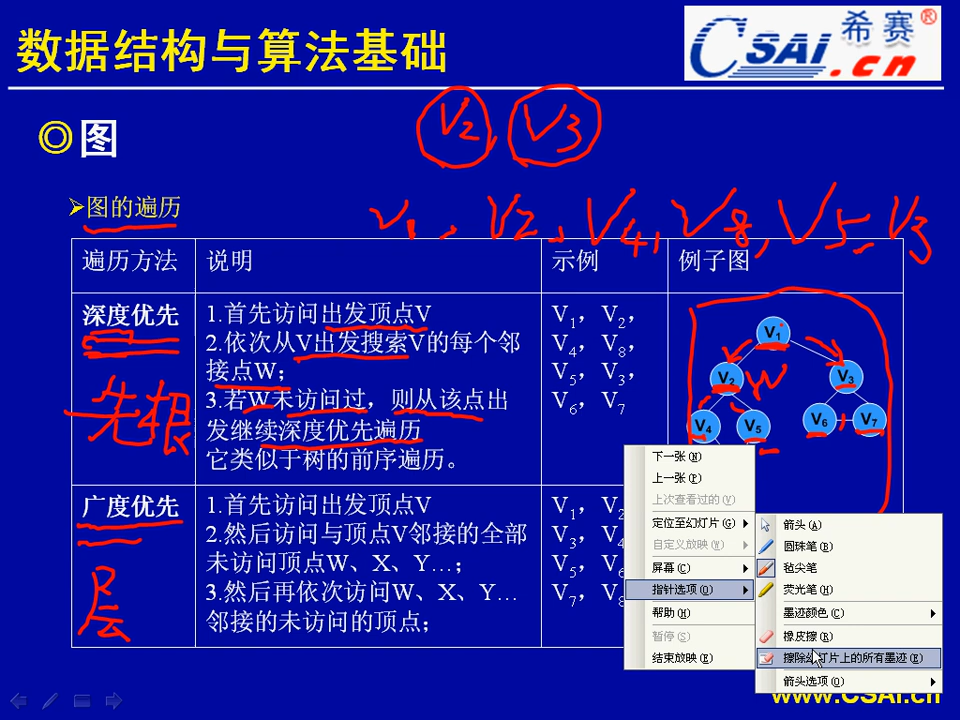 数据结构与算法基础
CSAI 希赛®
.cn
◎图
V2, V3
➢图的遍历
V1, V2, V4, V8, V5, V3
遍历方法 说明 示例 例子图
深度优先
先根
1.首先访问出发顶点V
2.依次从V出发搜索V的每个邻
接点W；
3.若W未访问过，则从该点出
发继续深度优先遍历
它类似于树的前序遍历。
V1，V2，
V4，V8，
V5，V3，
V6，V7
V1
V2 W V3
V4 V5 V6 V7
广度优先
层
1.首先访问出发顶点V
2.然后访问与顶点V邻接的全部
未访问顶点W、X、Y…；
3.然后再依次访问W、X、Y…
邻接的未访问的顶点；
V1，V2
V3，V4
V5，V6
V7，V8
下一张(N)
上一张(P)
上次查看过的(V)
定位至幻灯片(G)
自定义放映(W)
屏幕(C)
指针选项(O)
帮助(H)
暂停(S)
结束放映(E)
箭头(A)
圆珠笔(B)
毡尖笔
荧光笔(H)
墨迹颜色(C)
橡皮擦(R)
擦除幻灯片上的所有墨迹(E)
箭头选项(O)
www.CSAI.cn